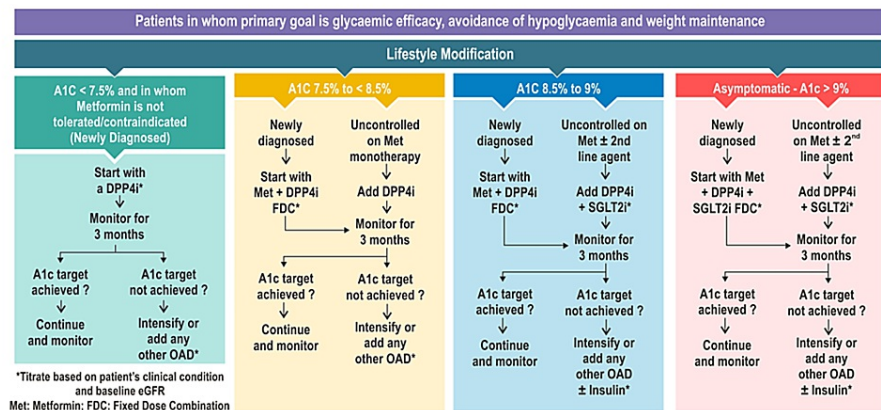 Patients in whom primary goal is glycaemic efficacy, avoidance of hypoglycaemia and weight maintenance
Lifestyle Modification
A1C < 7.5% and in whom
Metformin is not
tolerated/contraindicated
(Newly Diagnosed)
Start with
a DPP4i*
Monitor for
3 months
A1c target
achieved ?
A1c target
not achieved ?
Continue
and monitor
Intensify or
add any
other OAD*
*Titrate based on patient's clinical condition
and baseline eGFR
Met: Metformin; FDC: Fixed Dose Combination
A1C 7.5% to < 8.5%
Newly
diagnosed
Uncontrolled
on Met
monotherapy
Start with
Met + DPP4i
FDC*
Add DPP4i
Monitor for
3 months
A1c target
achieved ?
A1c target
not achieved ?
Continue
and monitor
Intensify or
add any
other OAD*
A1C 8.5% to 9%
Newly
diagnosed
Uncontrolled on
Met ± 2nd
line agent
Start with
Met + DPP4i
FDC*
Add DPP4i
+ SGLT2i*
Monitor for
3 months
A1c target
achieved ?
A1c target
not achieved ?
Continue
and monitor
Intensify or
add any
other OAD
± Insulin*
Asymptomatic - A1c > 9%
Newly
diagnosed
Uncontrolled
on Met ± 2nd
line agent
Start with Met
+ DPP4i +
SGLT2i FDC*
Add DPP4i
+ SGLT2i*
Monitor for
3 months
A1c target
achieved ?
A1c target
not achieved ?
Continue
and monitor
Intensify or
add any
other OAD
± Insulin*